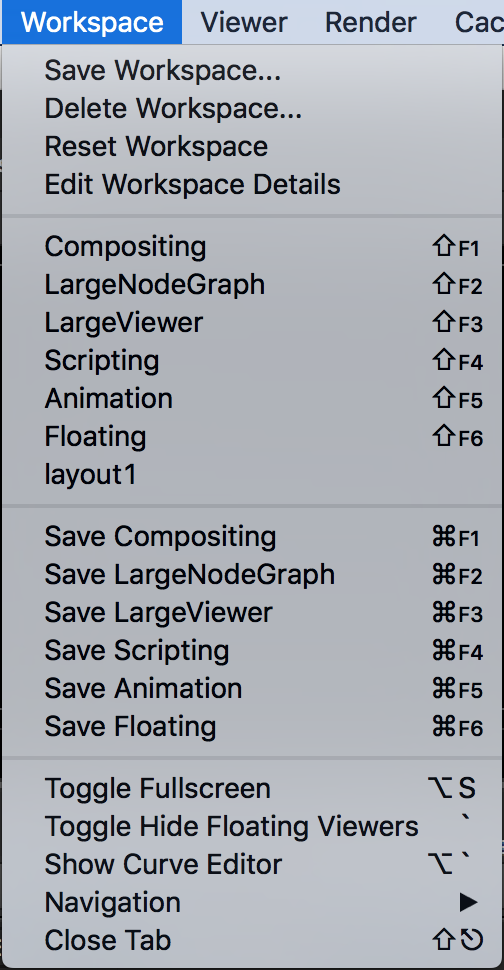 Workspace Viewer Render Cac
Save Workspace...
Delete Workspace...
Reset Workspace
Edit Workspace Details
Compositing ⇧F1
LargeNodeGraph ⇧F2
LargeViewer ⇧F3
Scripting ⇧F4
Animation ⇧F5
Floating ⇧F6
layout1
Save Compositing ⌘F1
Save LargeNodeGraph ⌘F2
Save LargeViewer ⌘F3
Save Scripting ⌘F4
Save Animation ⌘F5
Save Floating ⌘F6
Toggle Fullscreen ⌥ S
Toggle Hide Floating Viewers `
Show Curve Editor ⌥ `
Navigation ▶
Close Tab ⇧⎋